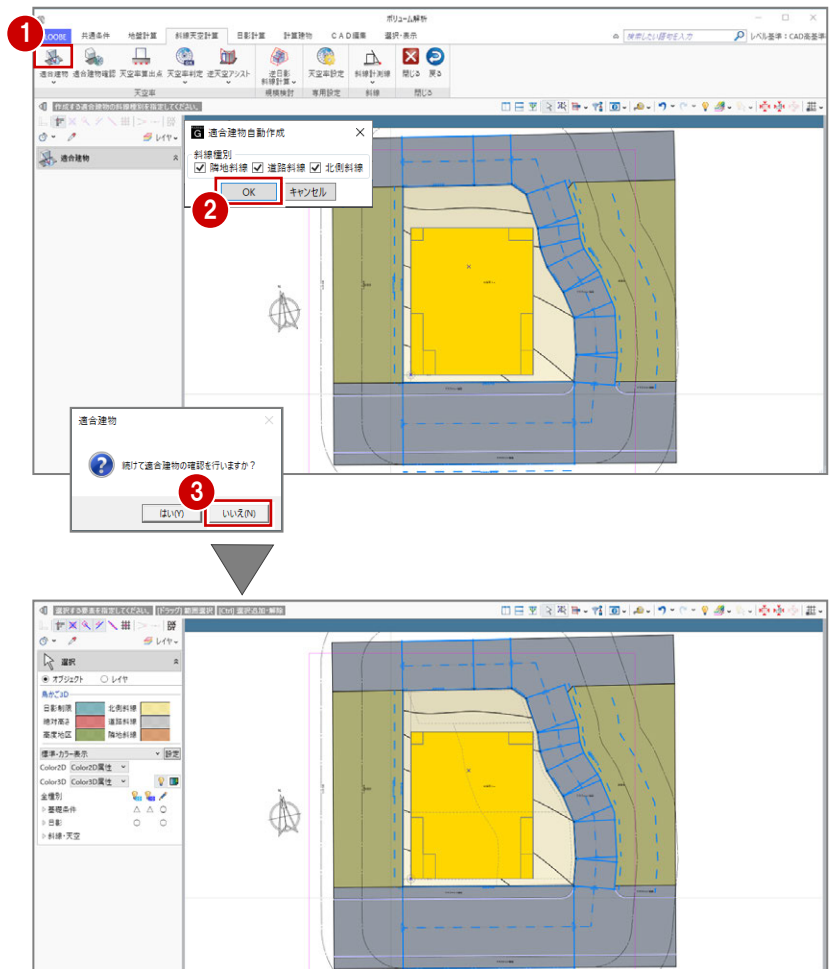 ボリューム解析
1
GLOOBE 共通条件 地盤計算 斜線天空計算 日影計算 計算建物 CAD編集 選択・表示
検索したい語句を入力
レベル基準：CAD高基準
適合建物 適合建物確認 天空率算出点 天空率判定 逆天空アシスト 逆日影斜線計算 天空率設定 斜線計測線 閉じる 戻る
天空率 規模検討 専用設定 斜線 閉じる
作成する適合建物の斜線種別を指定してください。
レイヤ
適合建物
G 適合建物自動作成
斜線種別
隣地斜線 道路斜線 北側斜線
OK キャンセル
2
適合建物
続けて適合建物の確認を行いますか？
3
はい(Y) いいえ(N)
選択する要素を指定してください。 [ドラッグ] 範囲選択 [Ctrl] 選択追加・解除
レイヤ
選択
オブジェクト レイヤ
鳥かご3D
日影制限 北側斜線
絶対高さ 道路斜線
高度地区 隣地斜線
標準-カラー表示 設定
Color2D Color2D属性
Color3D Color3D属性
全種別
基礎条件
日影
斜線・天空